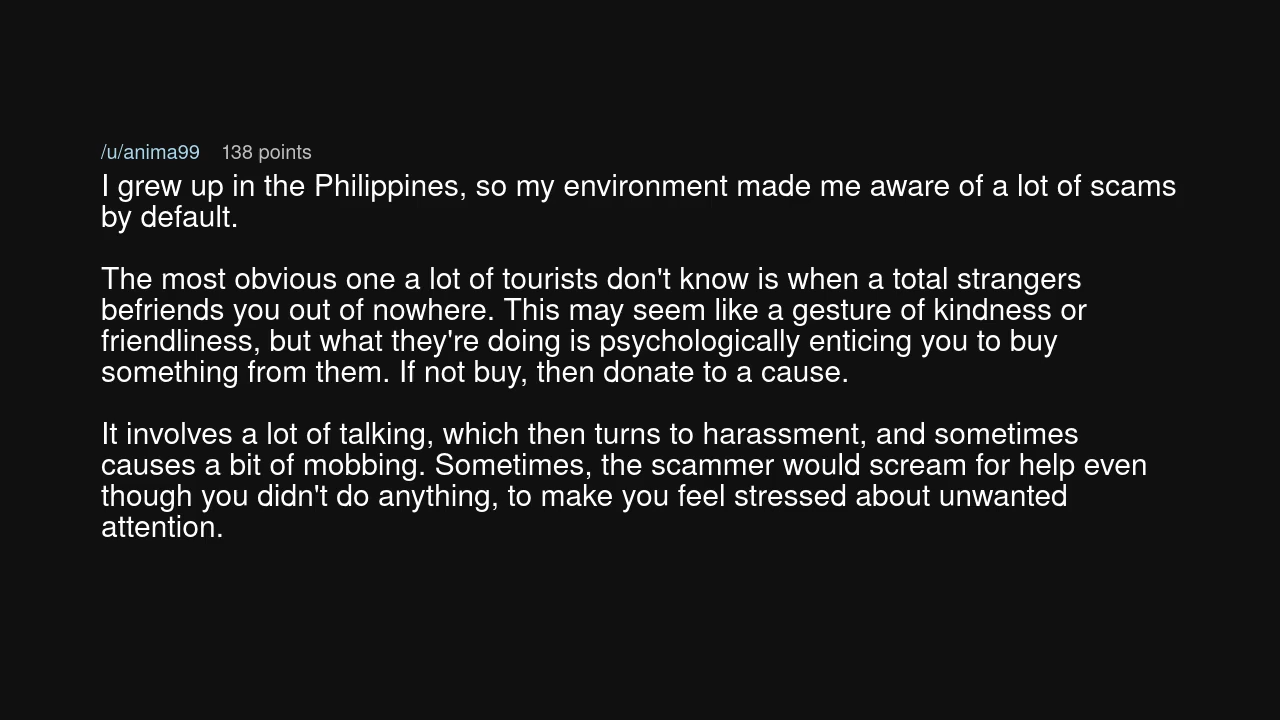 /u/anima99 138 points
I grew up in the Philippines, so my environment made me aware of a lot of scams
by default.
The most obvious one a lot of tourists don't know is when a total strangers
befriends you out of nowhere. This may seem like a gesture of kindness or
friendliness, but what they're doing is psychologically enticing you to buy
something from them. If not buy, then donate to a cause.
It involves a lot of talking, which then turns to harassment, and sometimes
causes a bit of mobbing. Sometimes, the scammer would scream for help even
though you didn't do anything, to make you feel stressed about unwanted
attention.